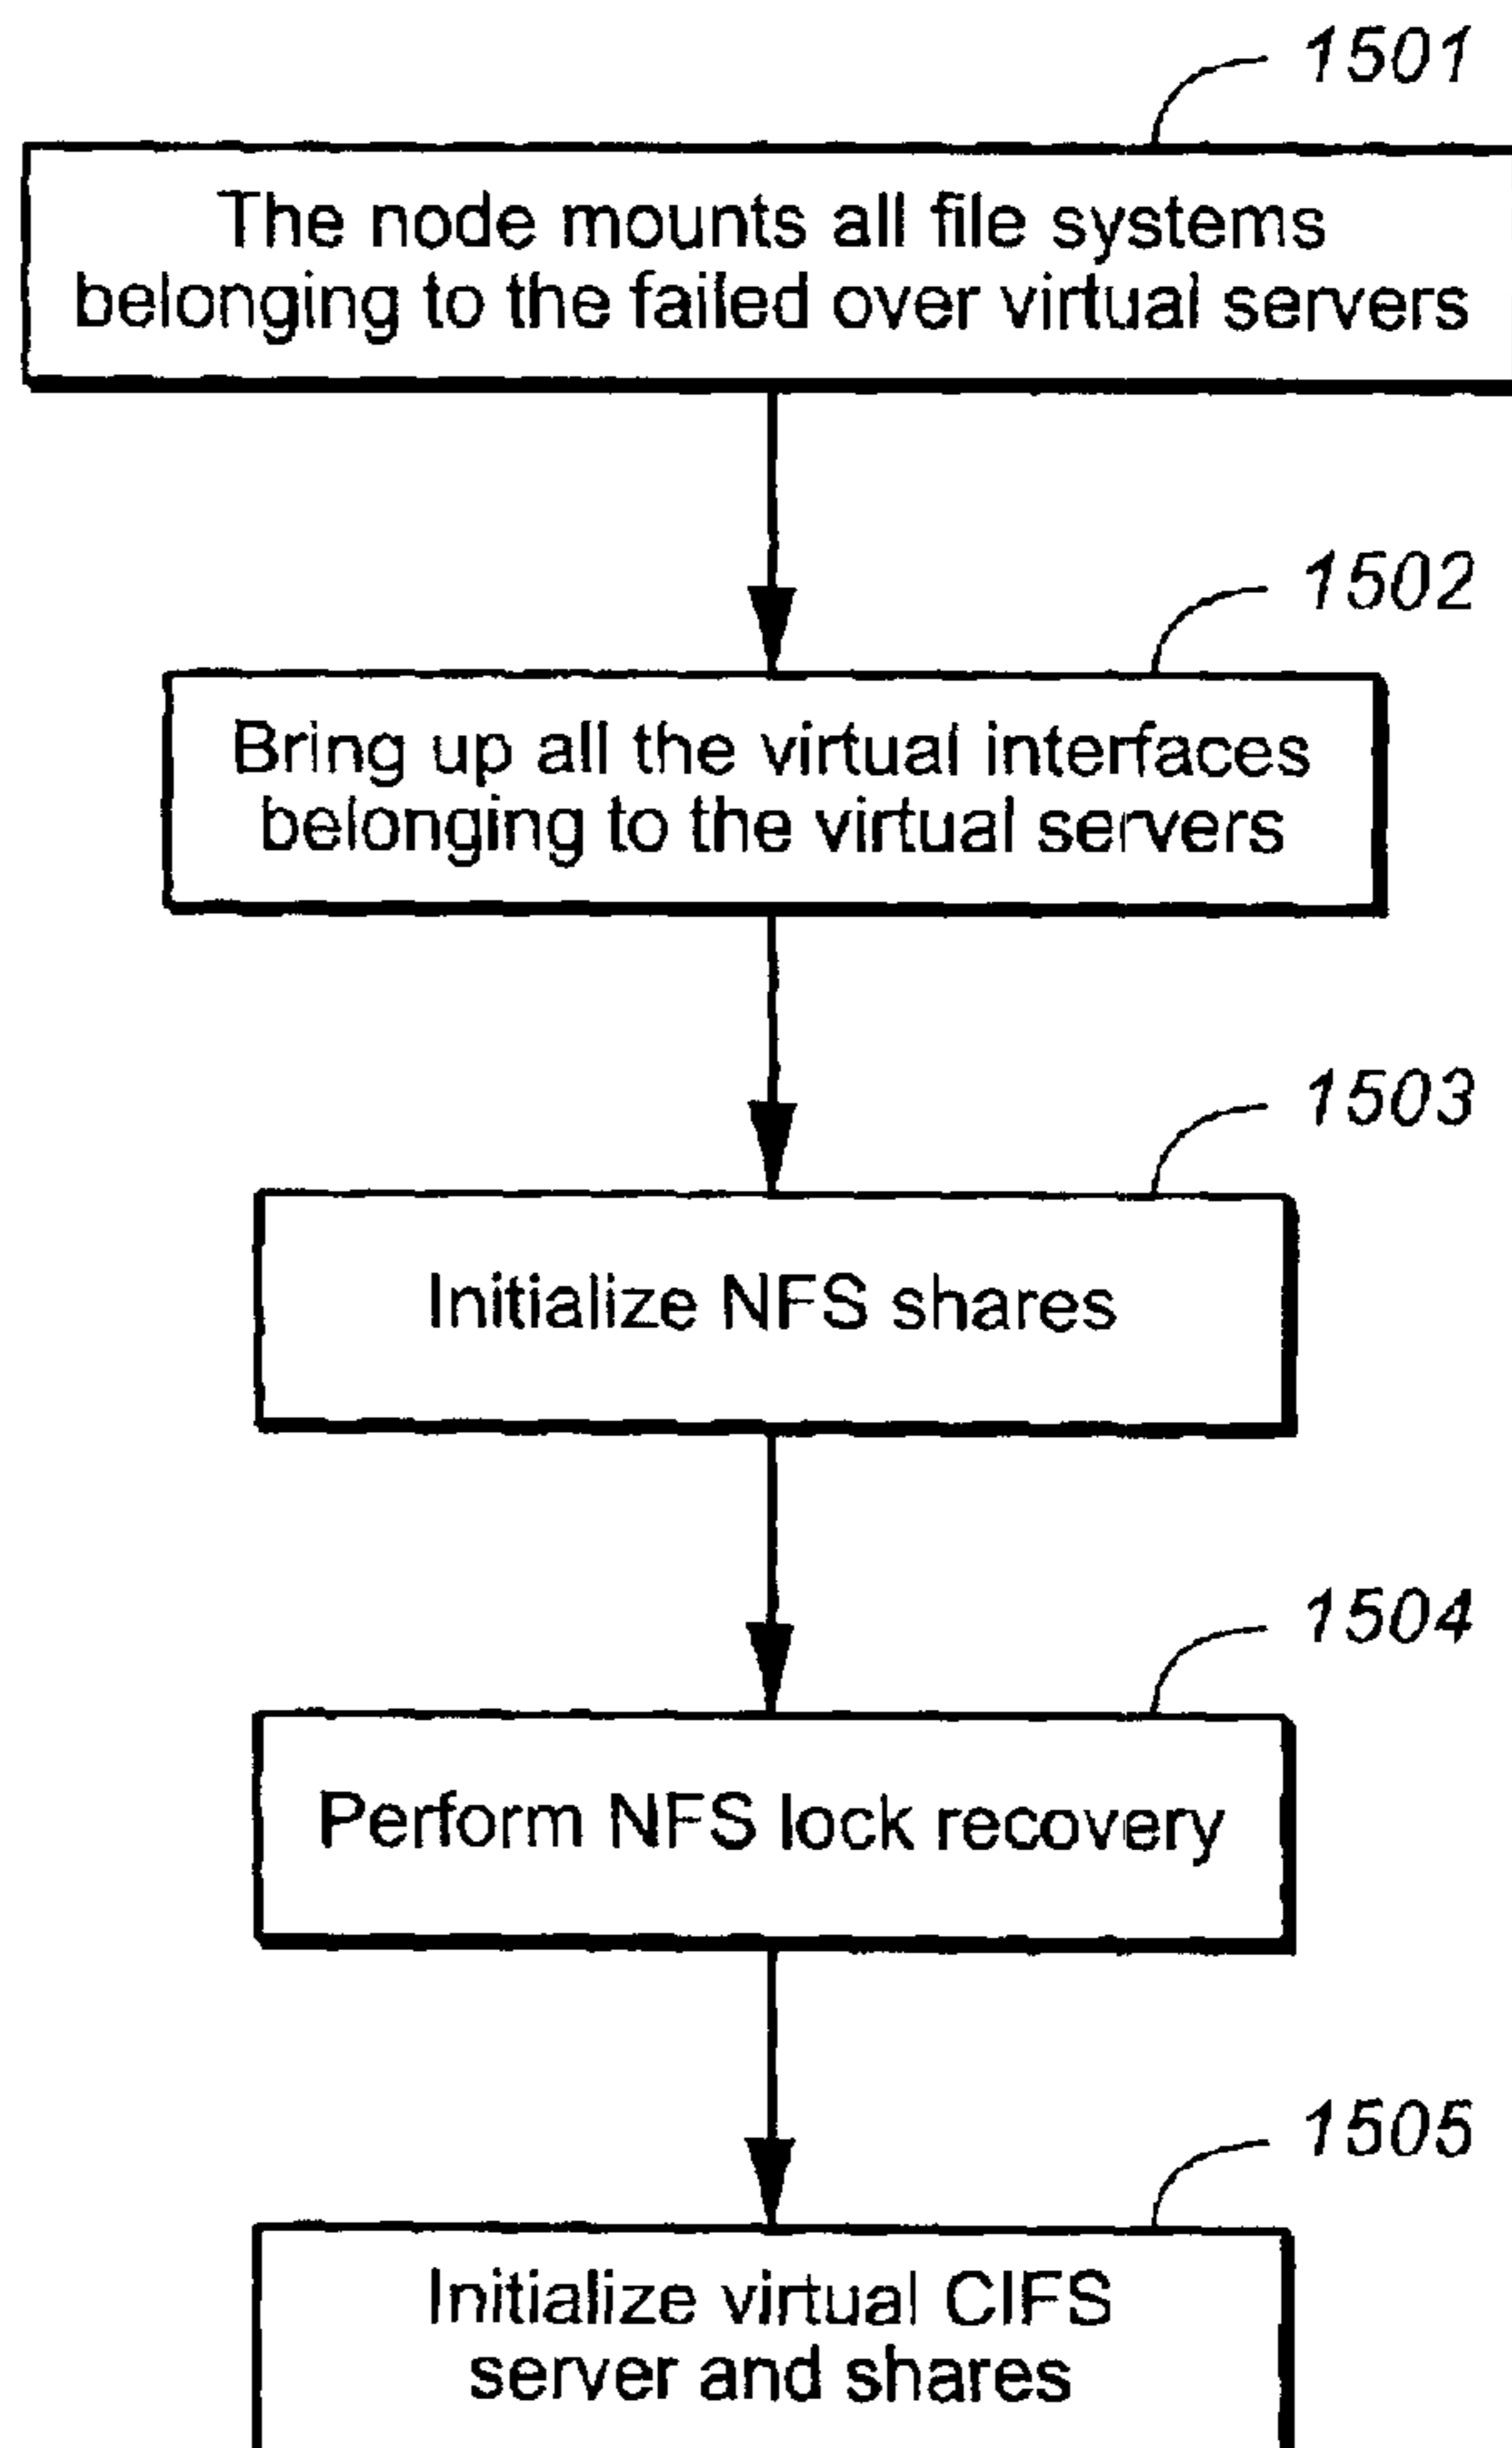 1501
The node mounts all file systems
belonging to the failed over virtual servers
1502
Bring up all the virtual interfaces
belonging to the virtual servers
1503
Initialize NFS shares
1504
Perform NFS lock recovery
1505
Initialize virtual CIFS
server and shares